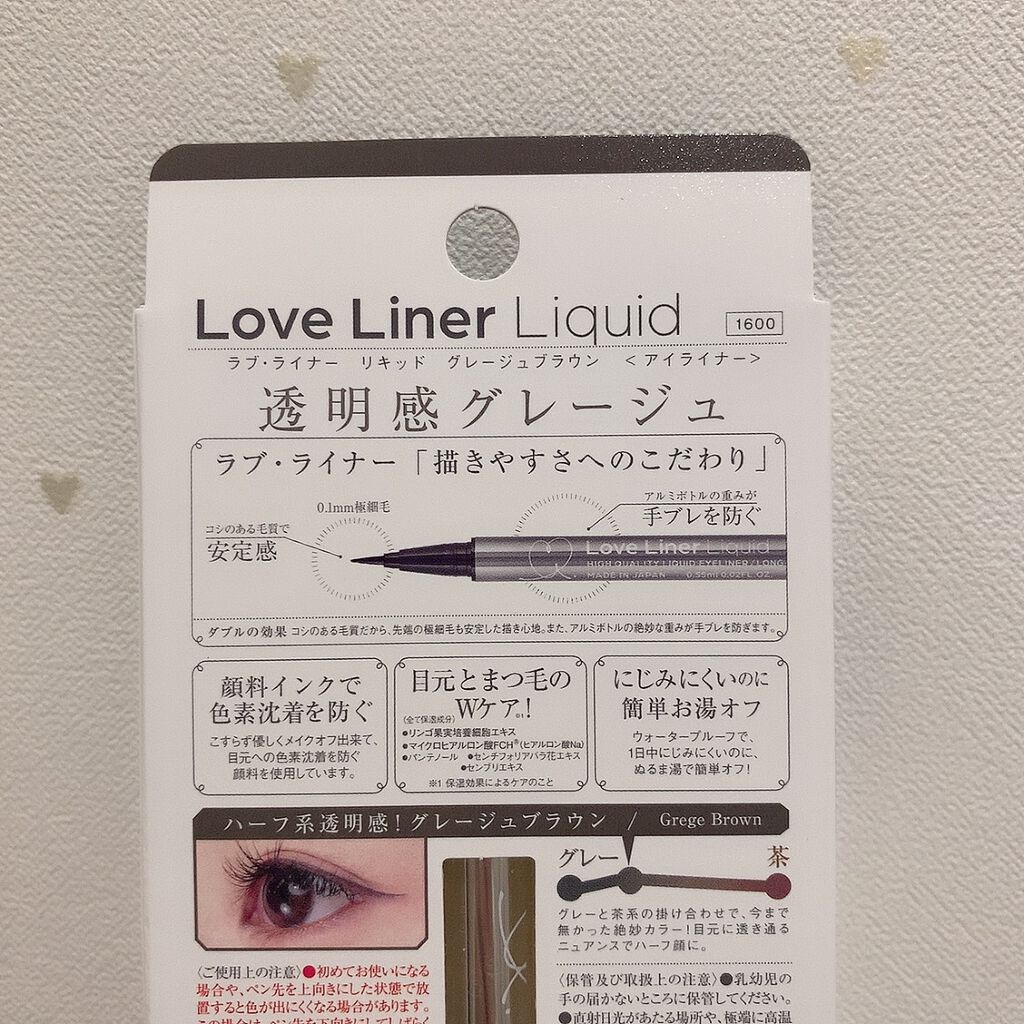 Love Liner Liquid
1600
ラブ・ライナー リキッド グレージュブラウン <アイライナー>
透明感グレージュ
ラブ・ライナー「描きやすさへのこだわり」
0.1mm極細毛
コシのある毛質で
安定感
アルミボトルの重みが
手ブレを防ぐ
Love Liner Liquid
HIGH QUALITY LIQUID EYELINER / LONG
MADE IN JAPAN 0.55ml 0.02FL OZ.
ダブルの効果 コシのある毛質だから、先端の極細毛も安定した描き心地。また、アルミボトルの絶妙な重みが手ブレを防ぎます。
顔料インクで
色素沈着を防ぐ
こすらず優しくメイクオフ出来て、
目元への色素沈着を防ぐ
顔料を使用しています。
目元とまつ毛の
Wケア※1!
(全て保湿成分)
●リンゴ果実培養細胞エキス
●マイクロヒアルロン酸FCH®(ヒアルロン酸Na)
●パンテノール ●センチフォリアバラ花エキス
●センブリエキス
※1 保湿効果によるケアのこと
にじみにくいのに
簡単お湯オフ
ウォータープルーフで、
1日中にじみにくいのに、
ぬるま湯で簡単オフ!
ハーフ系透明感!グレージュブラウン / Grege Brown
グレー 茶
グレーと茶系の掛け合わせで、今まで
無かった絶妙カラー!目元に透き通る
ニュアンスでハーフ顔に。
〈ご使用上の注意〉●初めてお使いになる
場合や、ペン先を上向きにした状態で放
置すると色が出にくくなる場合があります。
この場合は、ペン先を下向きにしてしばらく
〈保管及び取扱上の注意〉●乳幼児の
手の届かないところに保管してください。
●直射日光があたる場所や、極端に高温